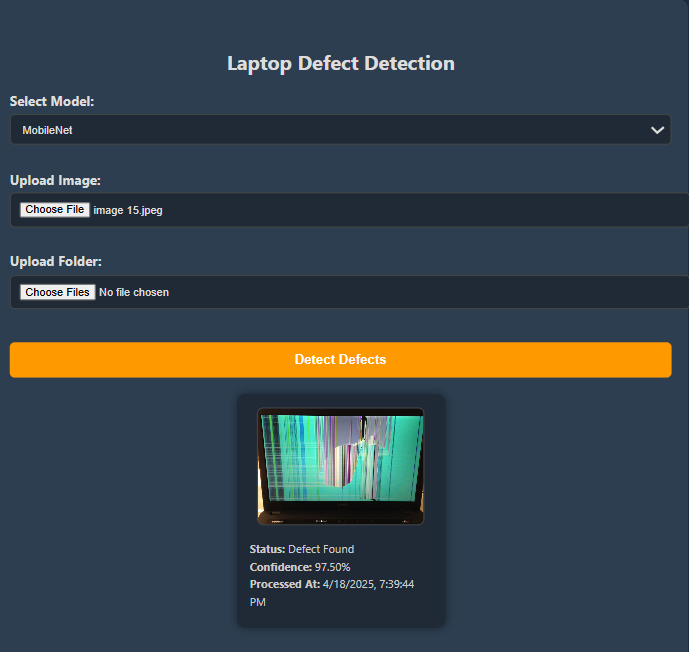 Laptop Defect Detection
Select Model:
MobileNet
Upload Image:
Choose File image 15.jpeg
Upload Folder:
Choose Files No file chosen
Detect Defects
Status: Defect Found
Confidence: 97.50%
Processed At: 4/18/2025, 7:39:44
PM